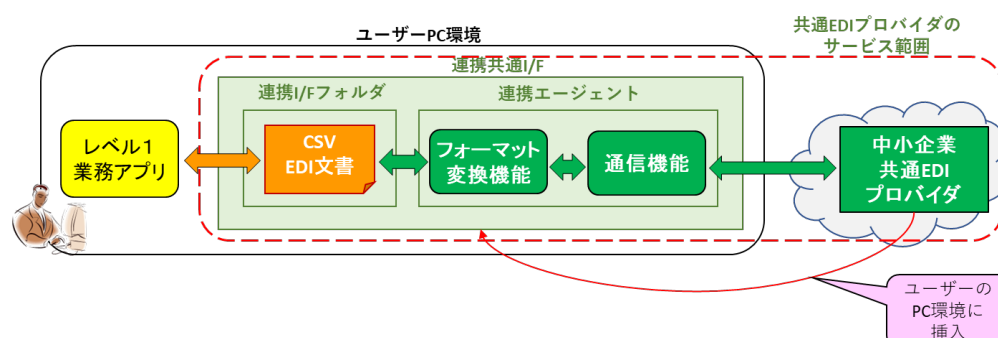 共通EDIプロバイダの
サービス範囲
ユーザーPC環境
連携共通I/F
連携I/Fフォルダ
連携エージェント
レベル1
業務アプリ
CSV
EDI文書
フォーマット
変換機能
通信機能
中小企業
共通EDI
プロバイダ
ユーザーの
PC環境に
挿入